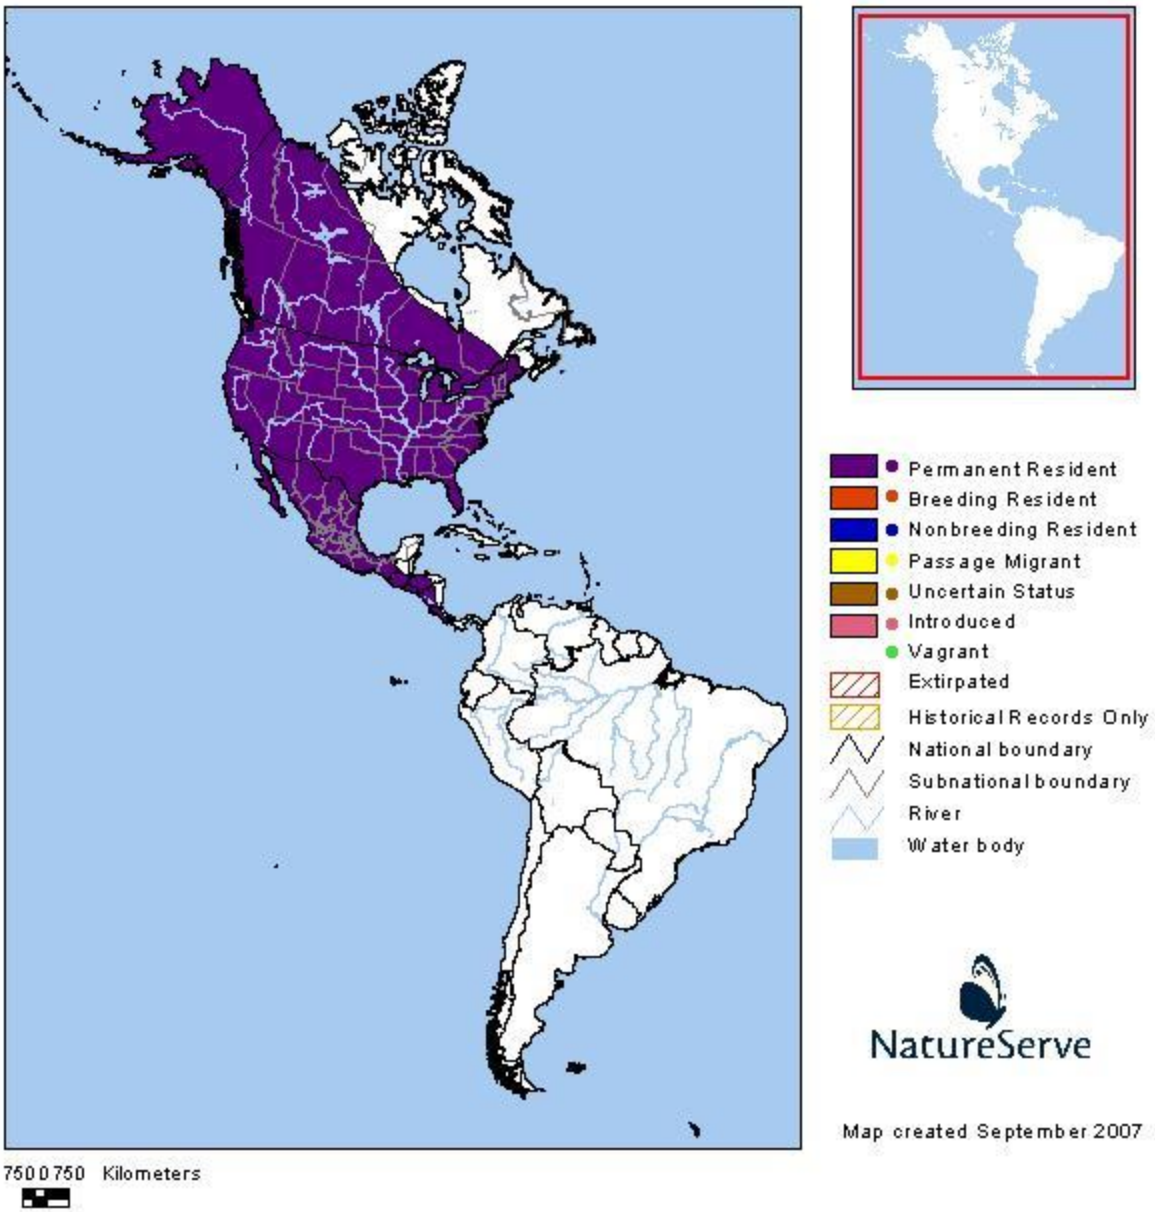 Permanent Resident
Breeding Resident
Nonbreeding Resident
Passage Migrant
Uncertain Status
Introduced
Vagrant
Extirpated
Historical Records Only
National boundary
Subnational boundary
River
Water body
NatureServe
Map created September 2007
750 0 750 Kilometers